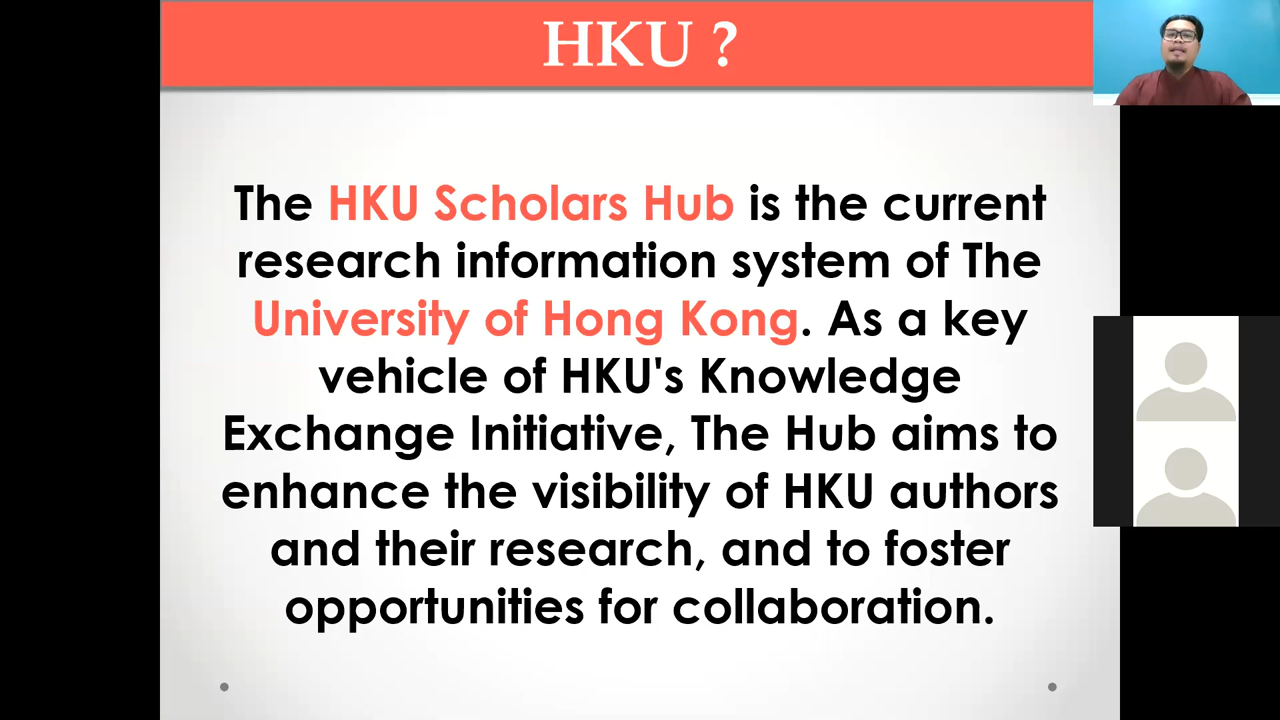 HKU ?
The HKU Scholars Hub is the current
research information system of The
University of Hong Kong. As a key
vehicle of HKU's Knowledge
Exchange Initiative, The Hub aims to
enhance the visibility of HKU authors
and their research, and to foster
opportunities for collaboration.